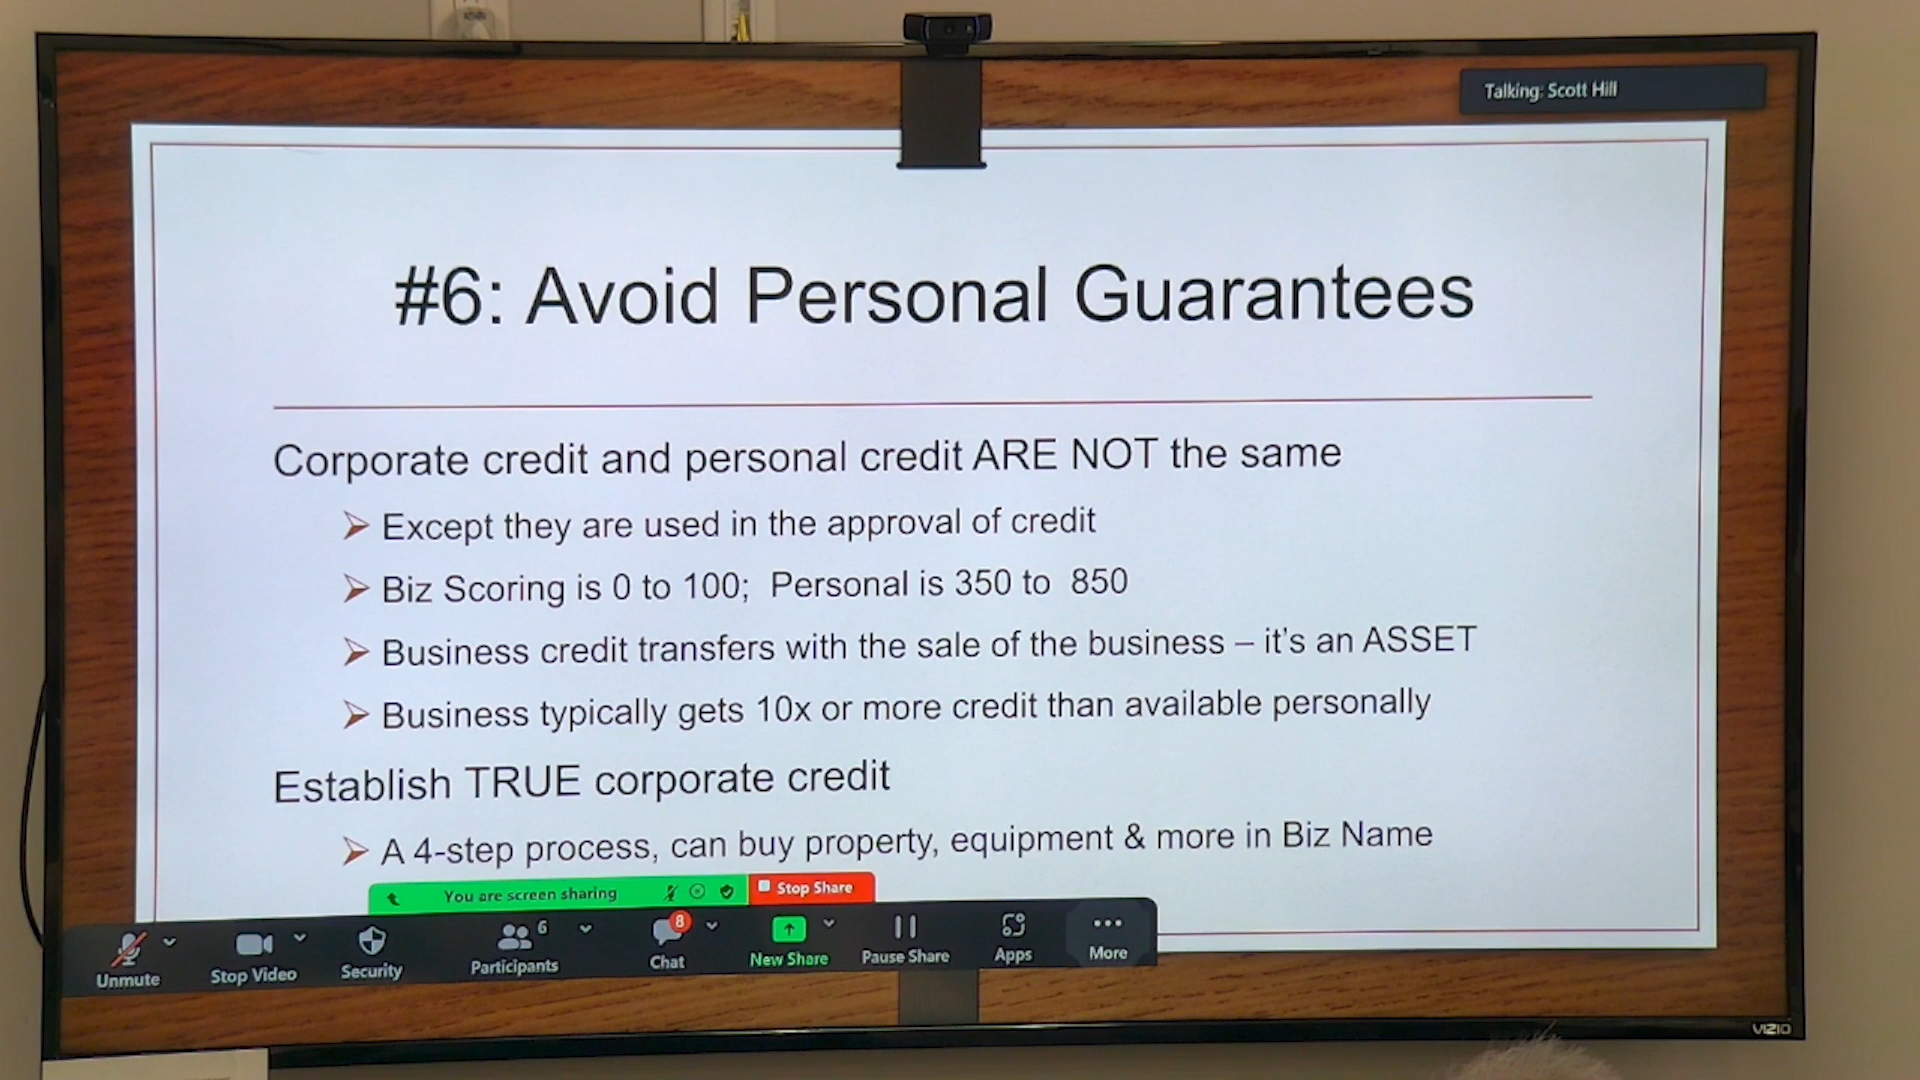 Talking: Scott Hill
#6: Avoid Personal Guarantees
Corporate credit and personal credit ARE NOT the same
Except they are used in the approval of credit
Biz Scoring is 0 to 100; Personal is 350 to 850
Business credit transfers with the sale of the business – it's an ASSET
Business typically gets 10x or more credit than available personally
Establish TRUE corporate credit
A 4-step process, can buy property, equipment & more in Biz Name
You are screen sharing Stop Share
6 8
Unmute Stop Video Security Participants Chat New Share Pause Share Apps More
VIZIO